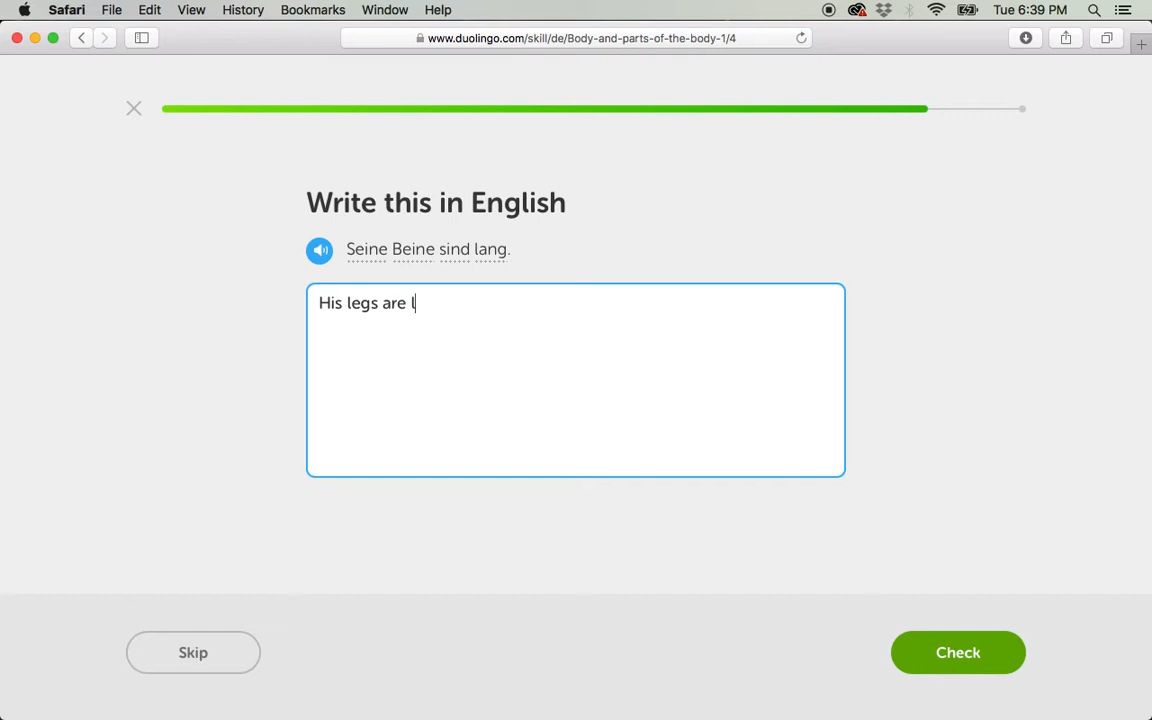 Safari File Edit View History Bookmarks Window Help Tue 6:39 PM
www.duolingo.com/skill/de/Body-and-parts-of-the-body-1/4
Write this in English
Seine Beine sind lang.
His legs are l
Skip
Check